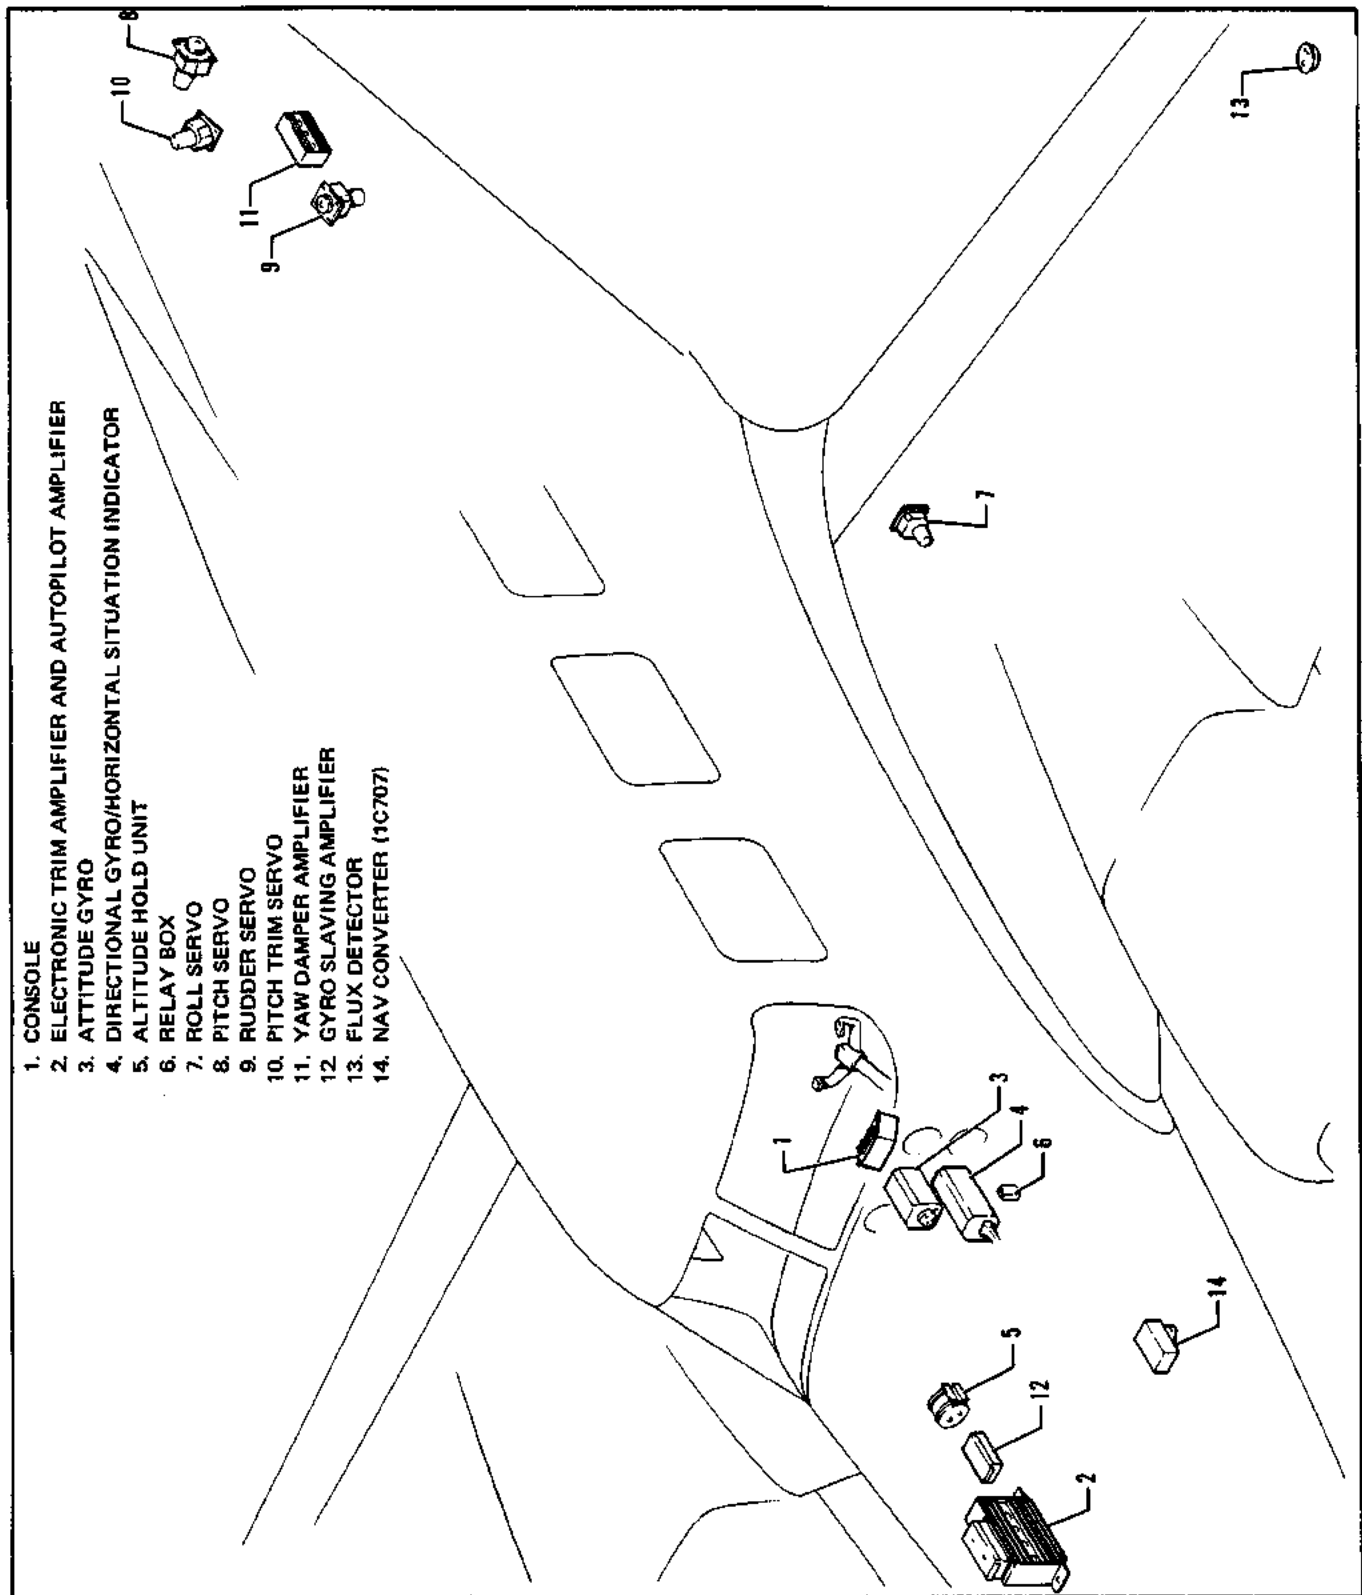 1. CONSOLE
2. ELECTRONIC TRIM AMPLIFIER AND AUTOPILOT AMPLIFIER
3. ATTITUDE GYRO
4. DIRECTIONAL GYRO/HORIZONTAL SITUATION INDICATOR
5. ALTITUDE HOLD UNIT
6. RELAY BOX
7. ROLL SERVO
8. PITCH SERVO
9. RUDDER SERVO
10. PITCH TRIM SERVO
11. YAW DAMPER AMPLIFIER
12. GYRO SLAVING AMPLIFIER
13. FLUX DETECTOR
14. NAV CONVERTER (1C707)
8
10
11
9
13
7
1
3
4
6
14
5
12
2